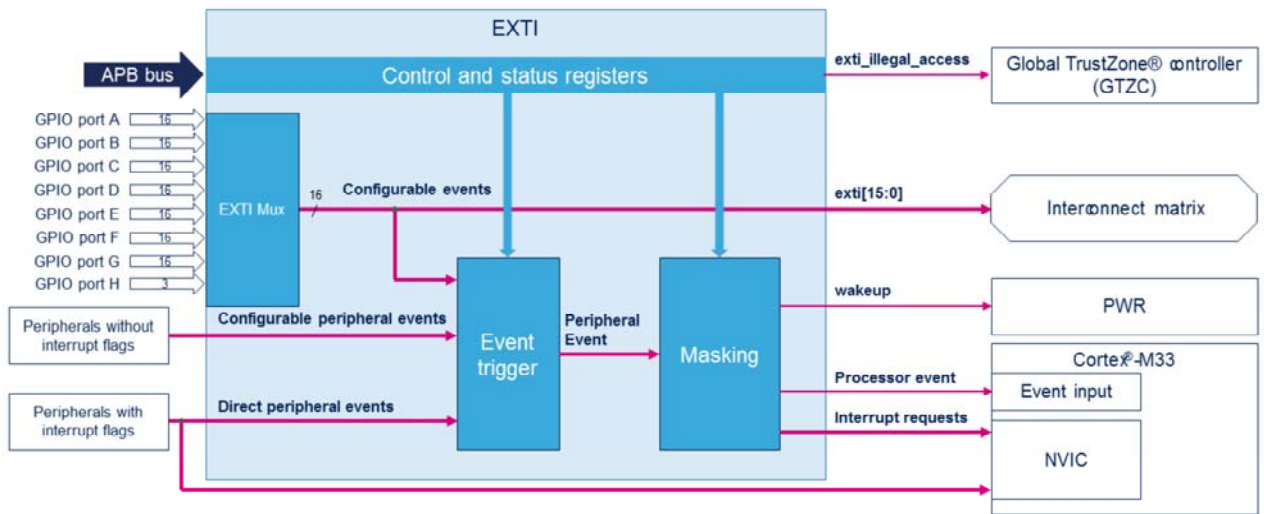 EXTI
APB bus
Control and status registers
exti_illegal_access
Global TrustZone® controller
(GTZC)
GPIO port A 16
GPIO port B 16
GPIO port C 16
GPIO port D 16
GPIO port E 16
GPIO port F 16
GPIO port G 16
GPIO port H 3
EXTI Mux
16
Configurable events
exti[15:0]
Interconnect matrix
Peripherals without
interrupt flags
Configurable peripheral events
Event
trigger
Peripheral
Event
Masking
wakeup
PWR
Cortex®-M33
Processor event
Event input
Peripherals with
interrupt flags
Direct peripheral events
Interrupt requests
NVIC